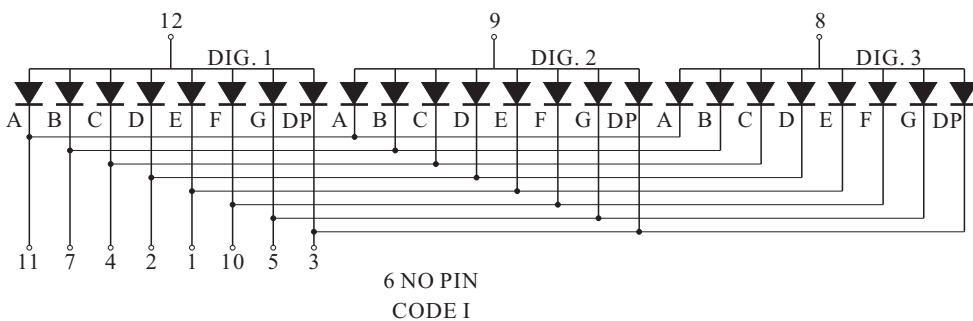 12 9 8
DIG. 1 DIG. 2 DIG. 3
A B C D E F G DP A B C D E F G DP A B C D E F G DP
11 7 4 2 1 10 5 3
6 NO PIN
CODE I